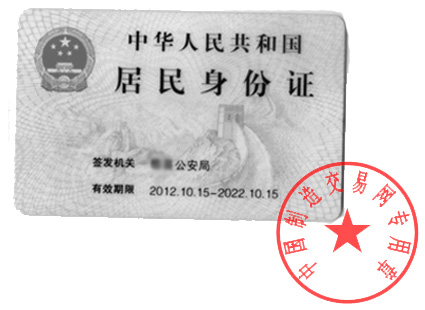 中华人民共和国
居民身份证
签发机关 公安局
有效期限 2012.10.15-2022.10.15
中国制造交易网专用章